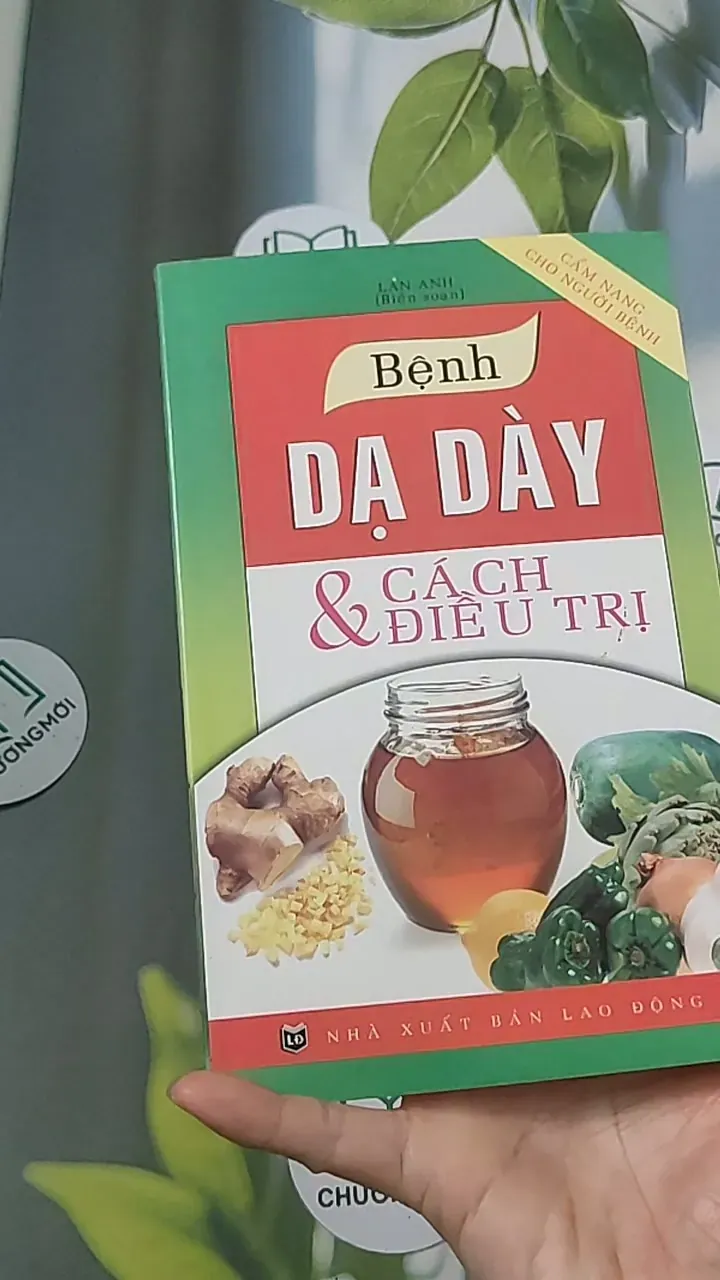 LAN ANH
(Biên soạn)
CẨM NANG
CHO NGƯỜI BỆNH
Bệnh
DẠ DÀY
& CÁCH
ĐIỀU TRỊ
LĐ NHÀ XUẤT BẢN LAO ĐỘNG